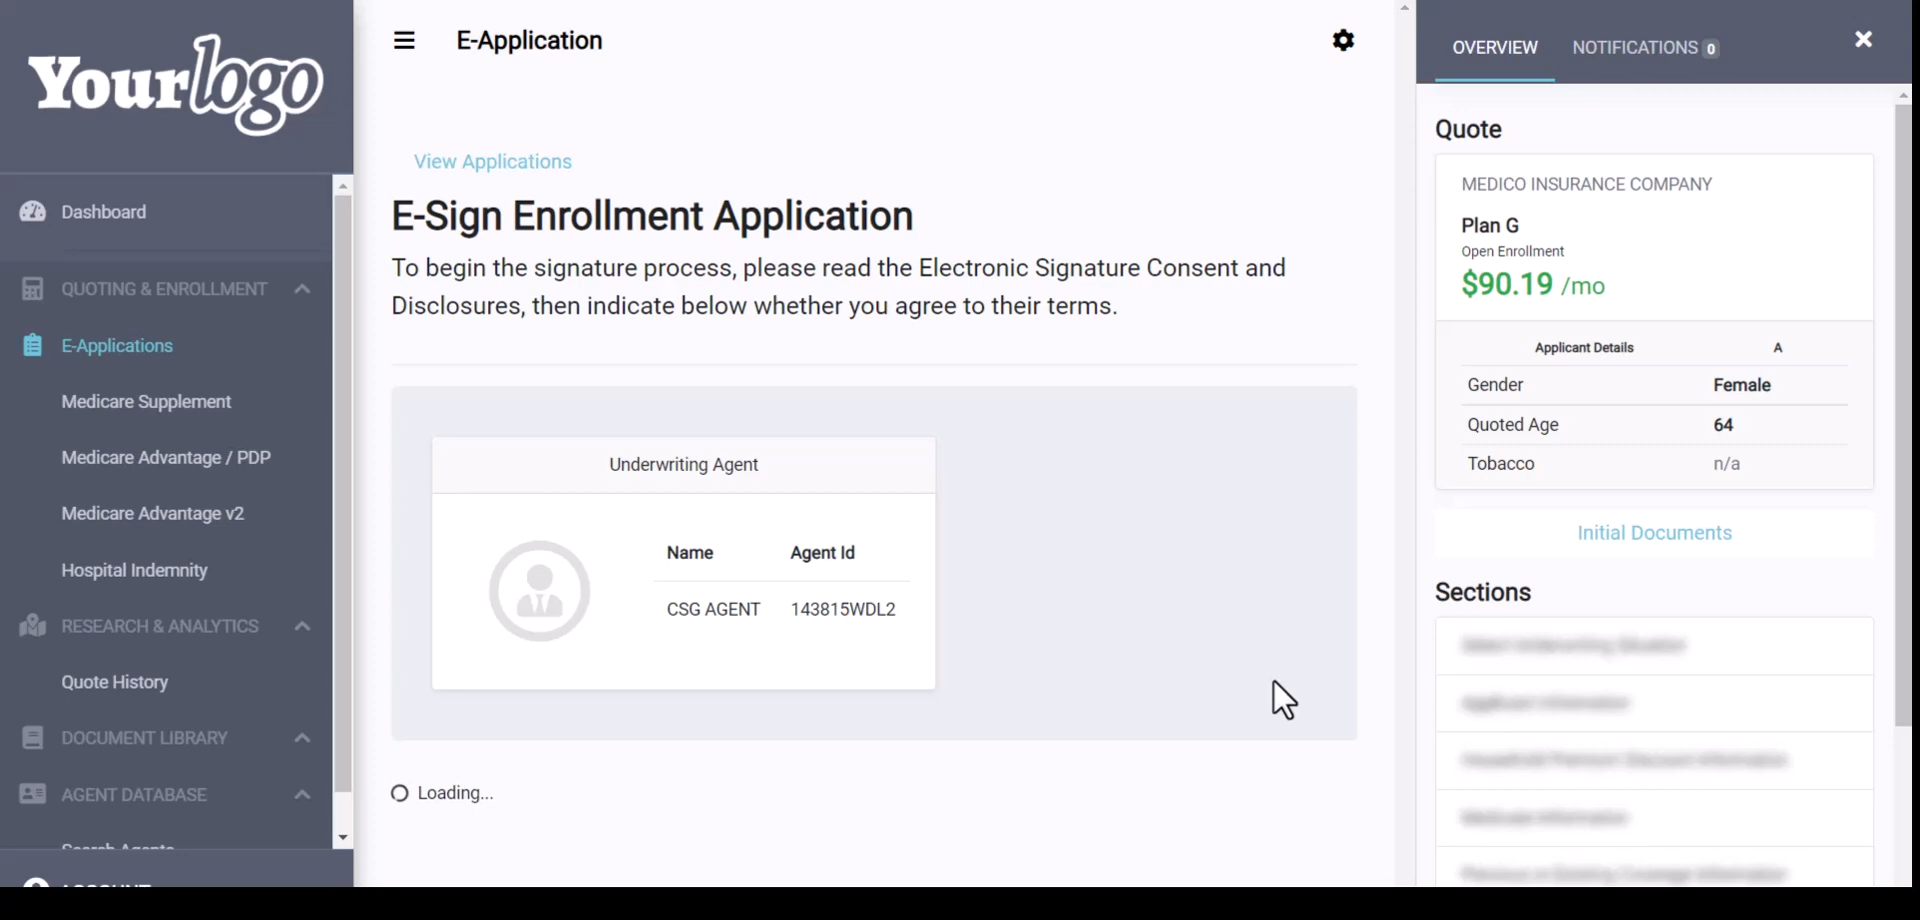 Yourlogo
Dashboard
QUOTING & ENROLLMENT
E-Applications
Medicare Supplement
Medicare Advantage / PDP
Medicare Advantage v2
Hospital Indemnity
RESEARCH & ANALYTICS
Quote History
DOCUMENT LIBRARY
AGENT DATABASE
Search Agents
ACCOUNT
E-Application
View Applications
E-Sign Enrollment Application
To begin the signature process, please read the Electronic Signature Consent and
Disclosures, then indicate below whether you agree to their terms.
Underwriting Agent
Name Agent Id
CSG AGENT 143815WDL2
Loading...
OVERVIEW NOTIFICATIONS 0
Quote
MEDICO INSURANCE COMPANY
Plan G
Open Enrollment
$90.19 /mo
Applicant Details A
Gender Female
Quoted Age 64
Tobacco n/a
Initial Documents
Sections